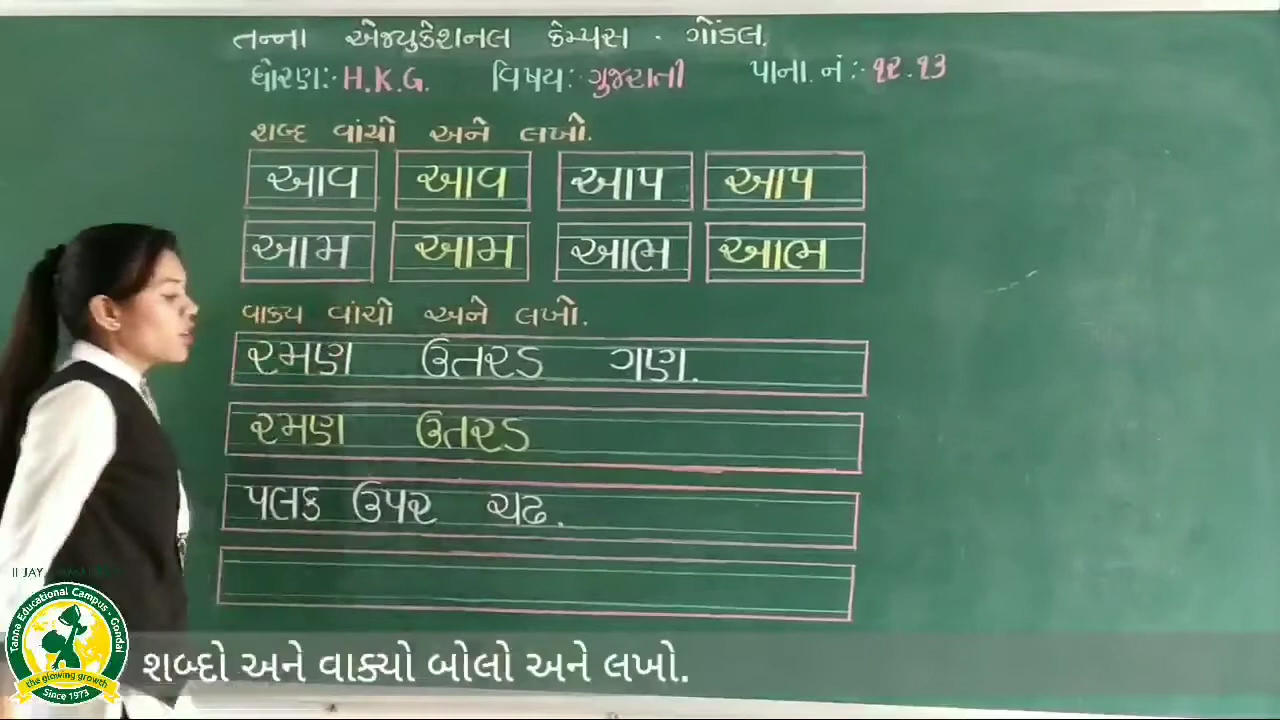 તન્ના એજ્યુકેશનલ કેમ્પસ - ગોંડલ.
ધોરણ:- H.K.G. વિષય:- ગુજરાતી પાના.નં:- ૧૨.૧૩
શબ્દ વાંચો અને લખો.
આવ આવ આપ આપ
આમ આમ આભ આભ
વાક્ય વાંચો અને લખો.
રમણ ઉતરડ ગણ.
રમણ ઉતરડ
પલક ઉપર ચઢ.
II JAY
Tanna Educational Campus - Gondal
the glowing growth
Since 1973
શબ્દો અને વાક્યો બોલો અને લખો.